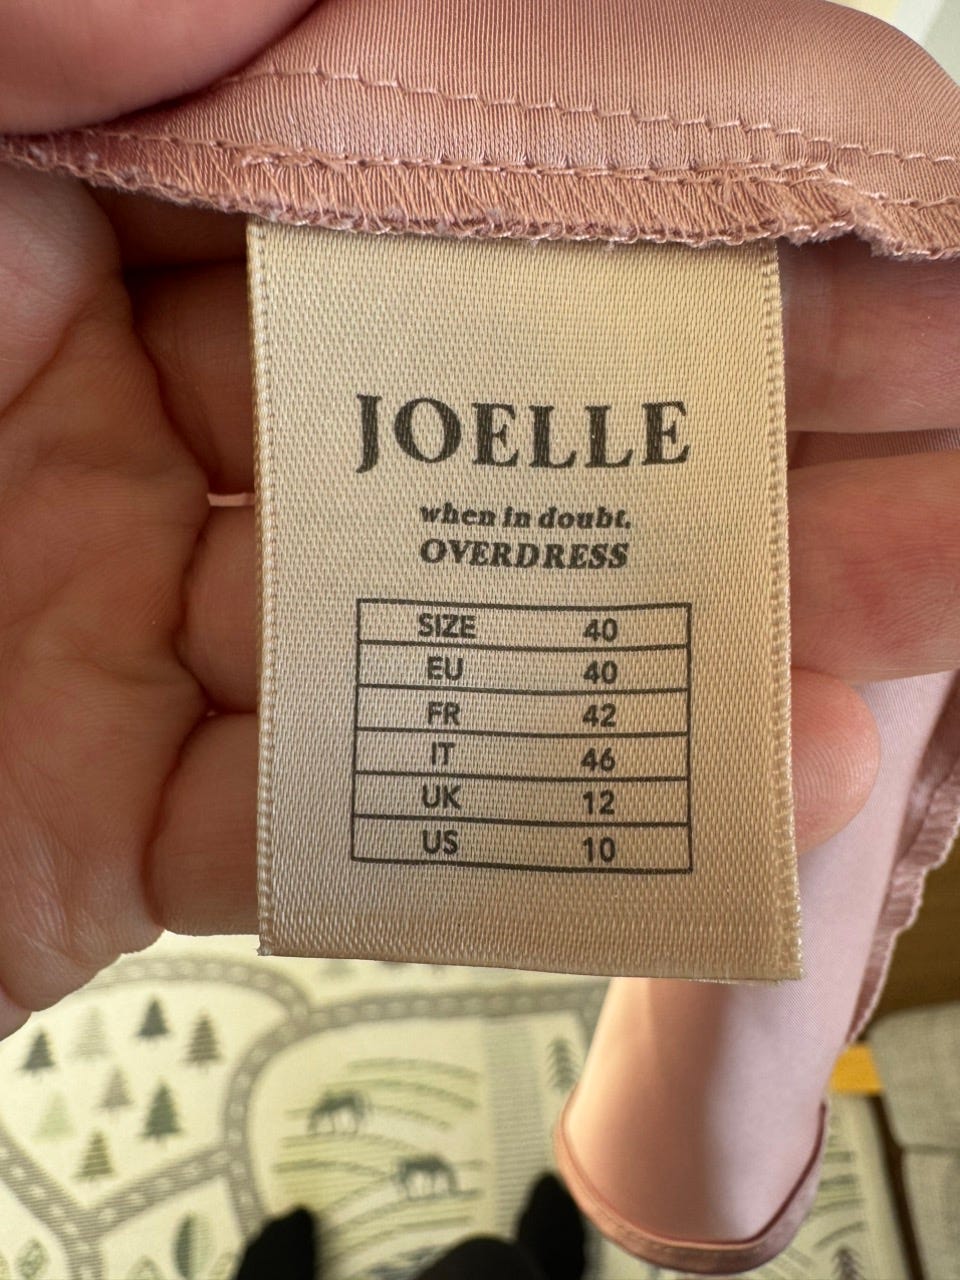 JOELLE
when in doubt.
OVERDRESS
SIZE 40
EU 40
FR 42
IT 46
UK 12
US 10